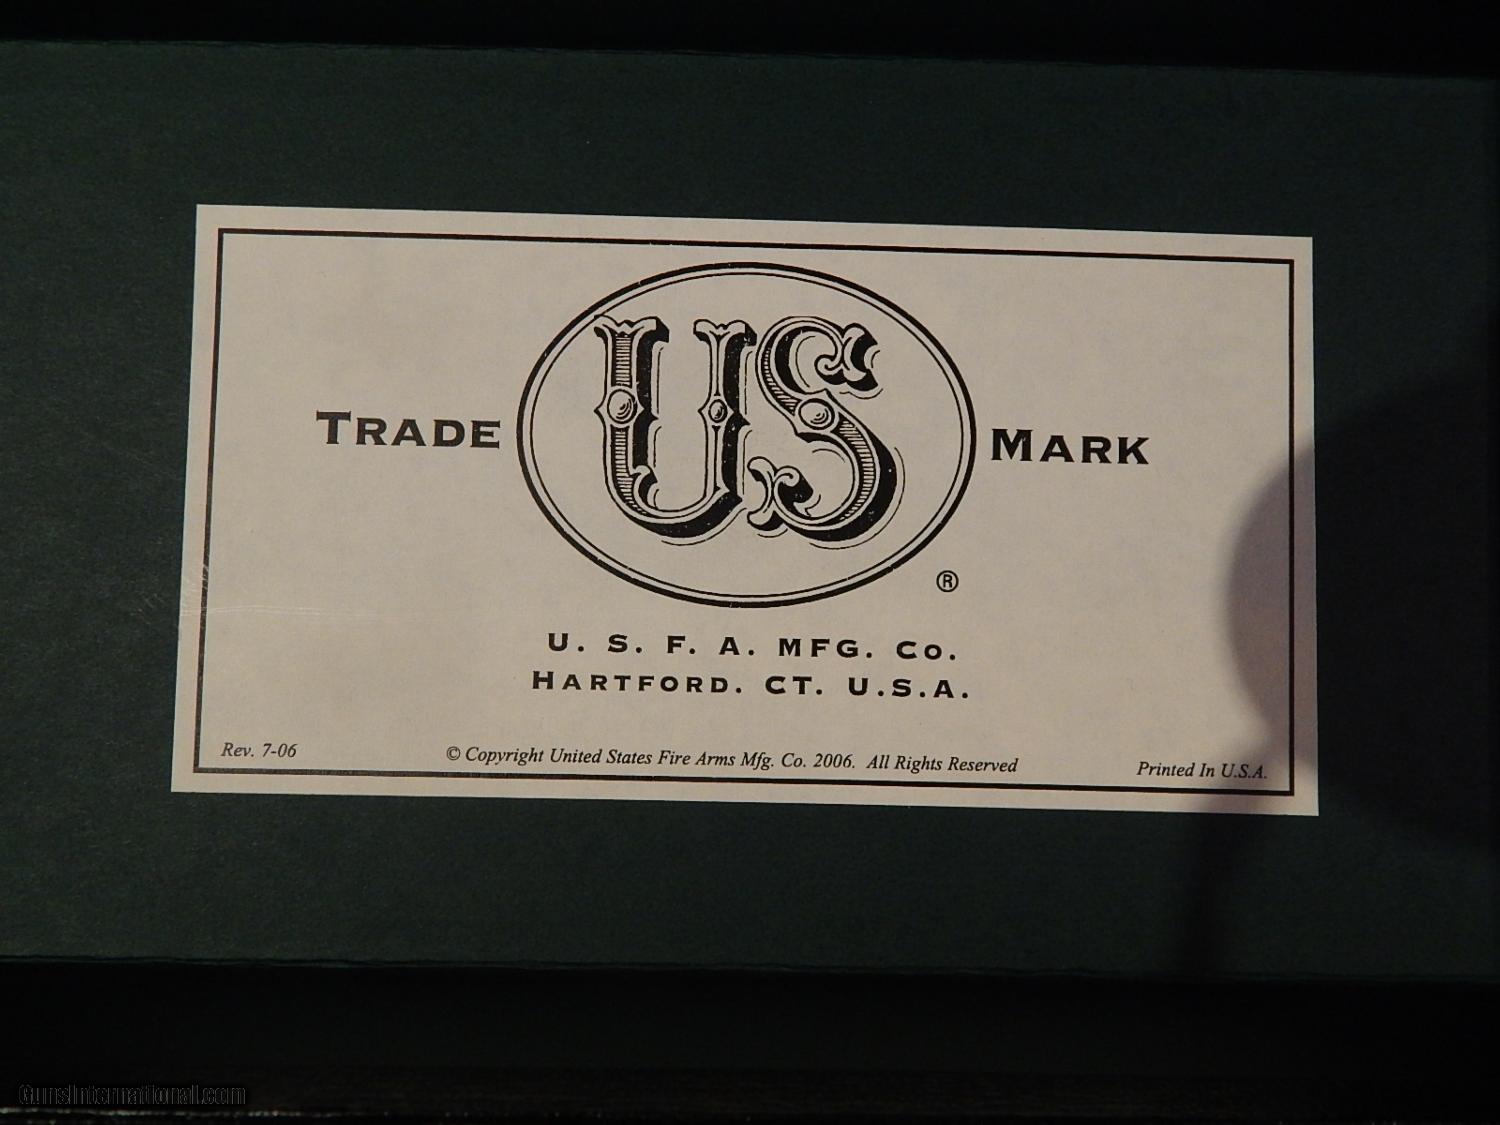 TRADE US MARK
®
U. S. F. A. MFG. CO.
HARTFORD. CT. U.S.A.
Rev. 7-06 © Copyright United States Fire Arms Mfg. Co. 2006. All Rights Reserved Printed In U.S.A.
GunsInternational.com